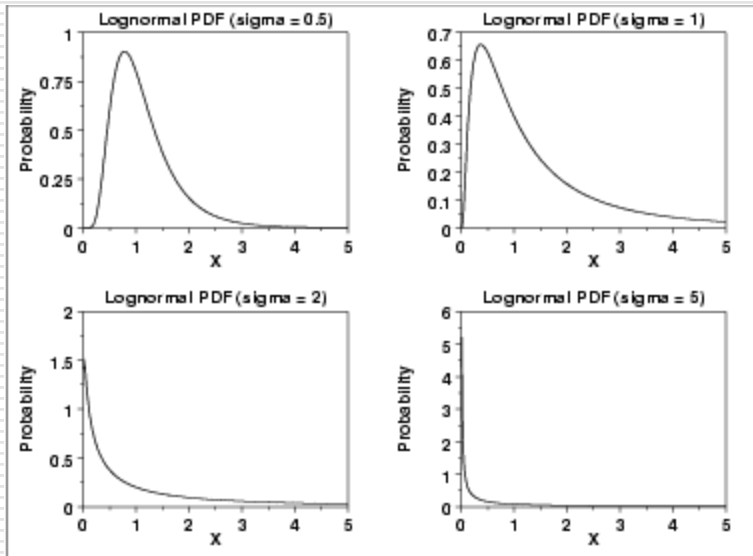 Lognormal PDF (sigma = 0.5)
Probability
1
0.75
0.5
0.25
0
0 1 2 3 4 5
X
Lognormal PDF (sigma = 1)
Probability
0.7
0.6
0.5
0.4
0.3
0.2
0.1
0
0 1 2 3 4 5
X
Lognormal PDF (sigma = 2)
Probability
2
1.5
1
0.5
0
0 1 2 3 4 5
X
Lognormal PDF (sigma = 5)
Probability
6
5
4
3
2
1
0
0 1 2 3 4 5
X